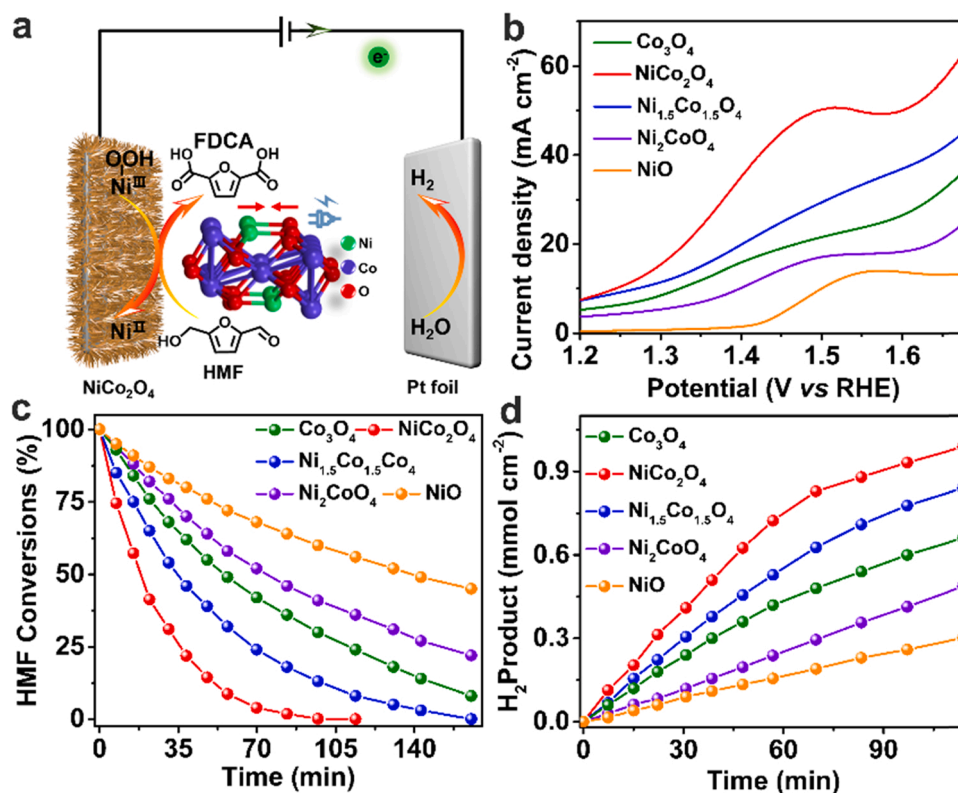 a
e⁻
OOH
Ni^III
Ni^II
FDCA
HO O O O OH
Ni
Co
O
HO O O
HMF
H₂
H₂O
NiCo₂O₄
Pt foil
b
Current density (mA cm⁻²)
60
40
20
0
Co₃O₄
NiCo₂O₄
Ni₁.₅Co₁.₅O₄
Ni₂CoO₄
NiO
1.2 1.3 1.4 1.5 1.6
Potential (V vs RHE)
c
HMF Conversions (%)
100
75
50
25
0
Co₃O₄ NiCo₂O₄
Ni₁.₅Co₁.₅Co₄
Ni₂CoO₄ NiO
0 35 70 105 140
Time (min)
d
H₂Product (mmol cm⁻²)
0.9
0.6
0.3
0.0
Co₃O₄
NiCo₂O₄
Ni₁.₅Co₁.₅O₄
Ni₂CoO₄
NiO
0 30 60 90
Time (min)